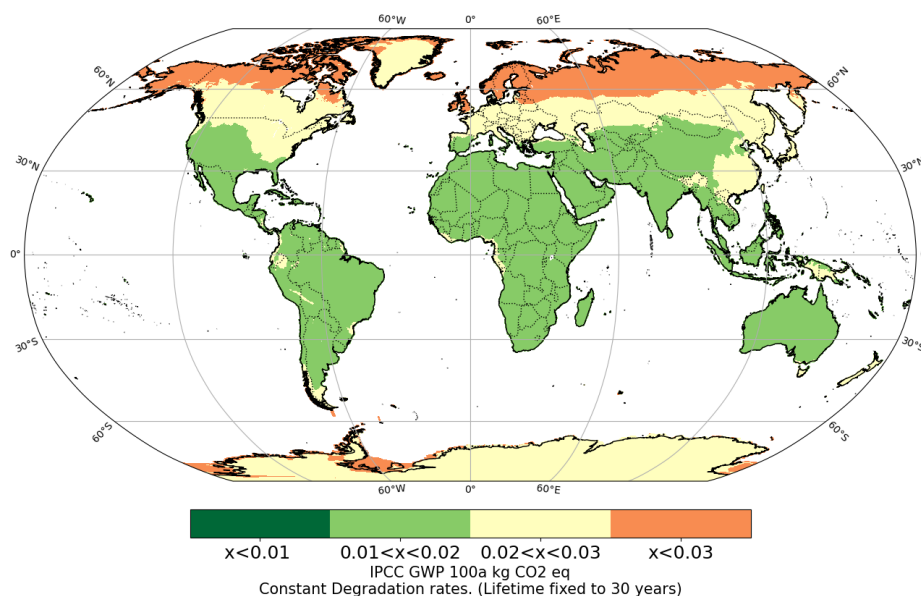 60°W 0° 60°E
60°N 60°N
30°N 30°N
0° 0°
30°S 30°S
60°S 60°S
60°W 0° 60°E
x<0.01 0.01<x<0.02 0.02<x<0.03 x<0.03
IPCC GWP 100a kg CO2 eq
Constant Degradation rates. (Lifetime fixed to 30 years)